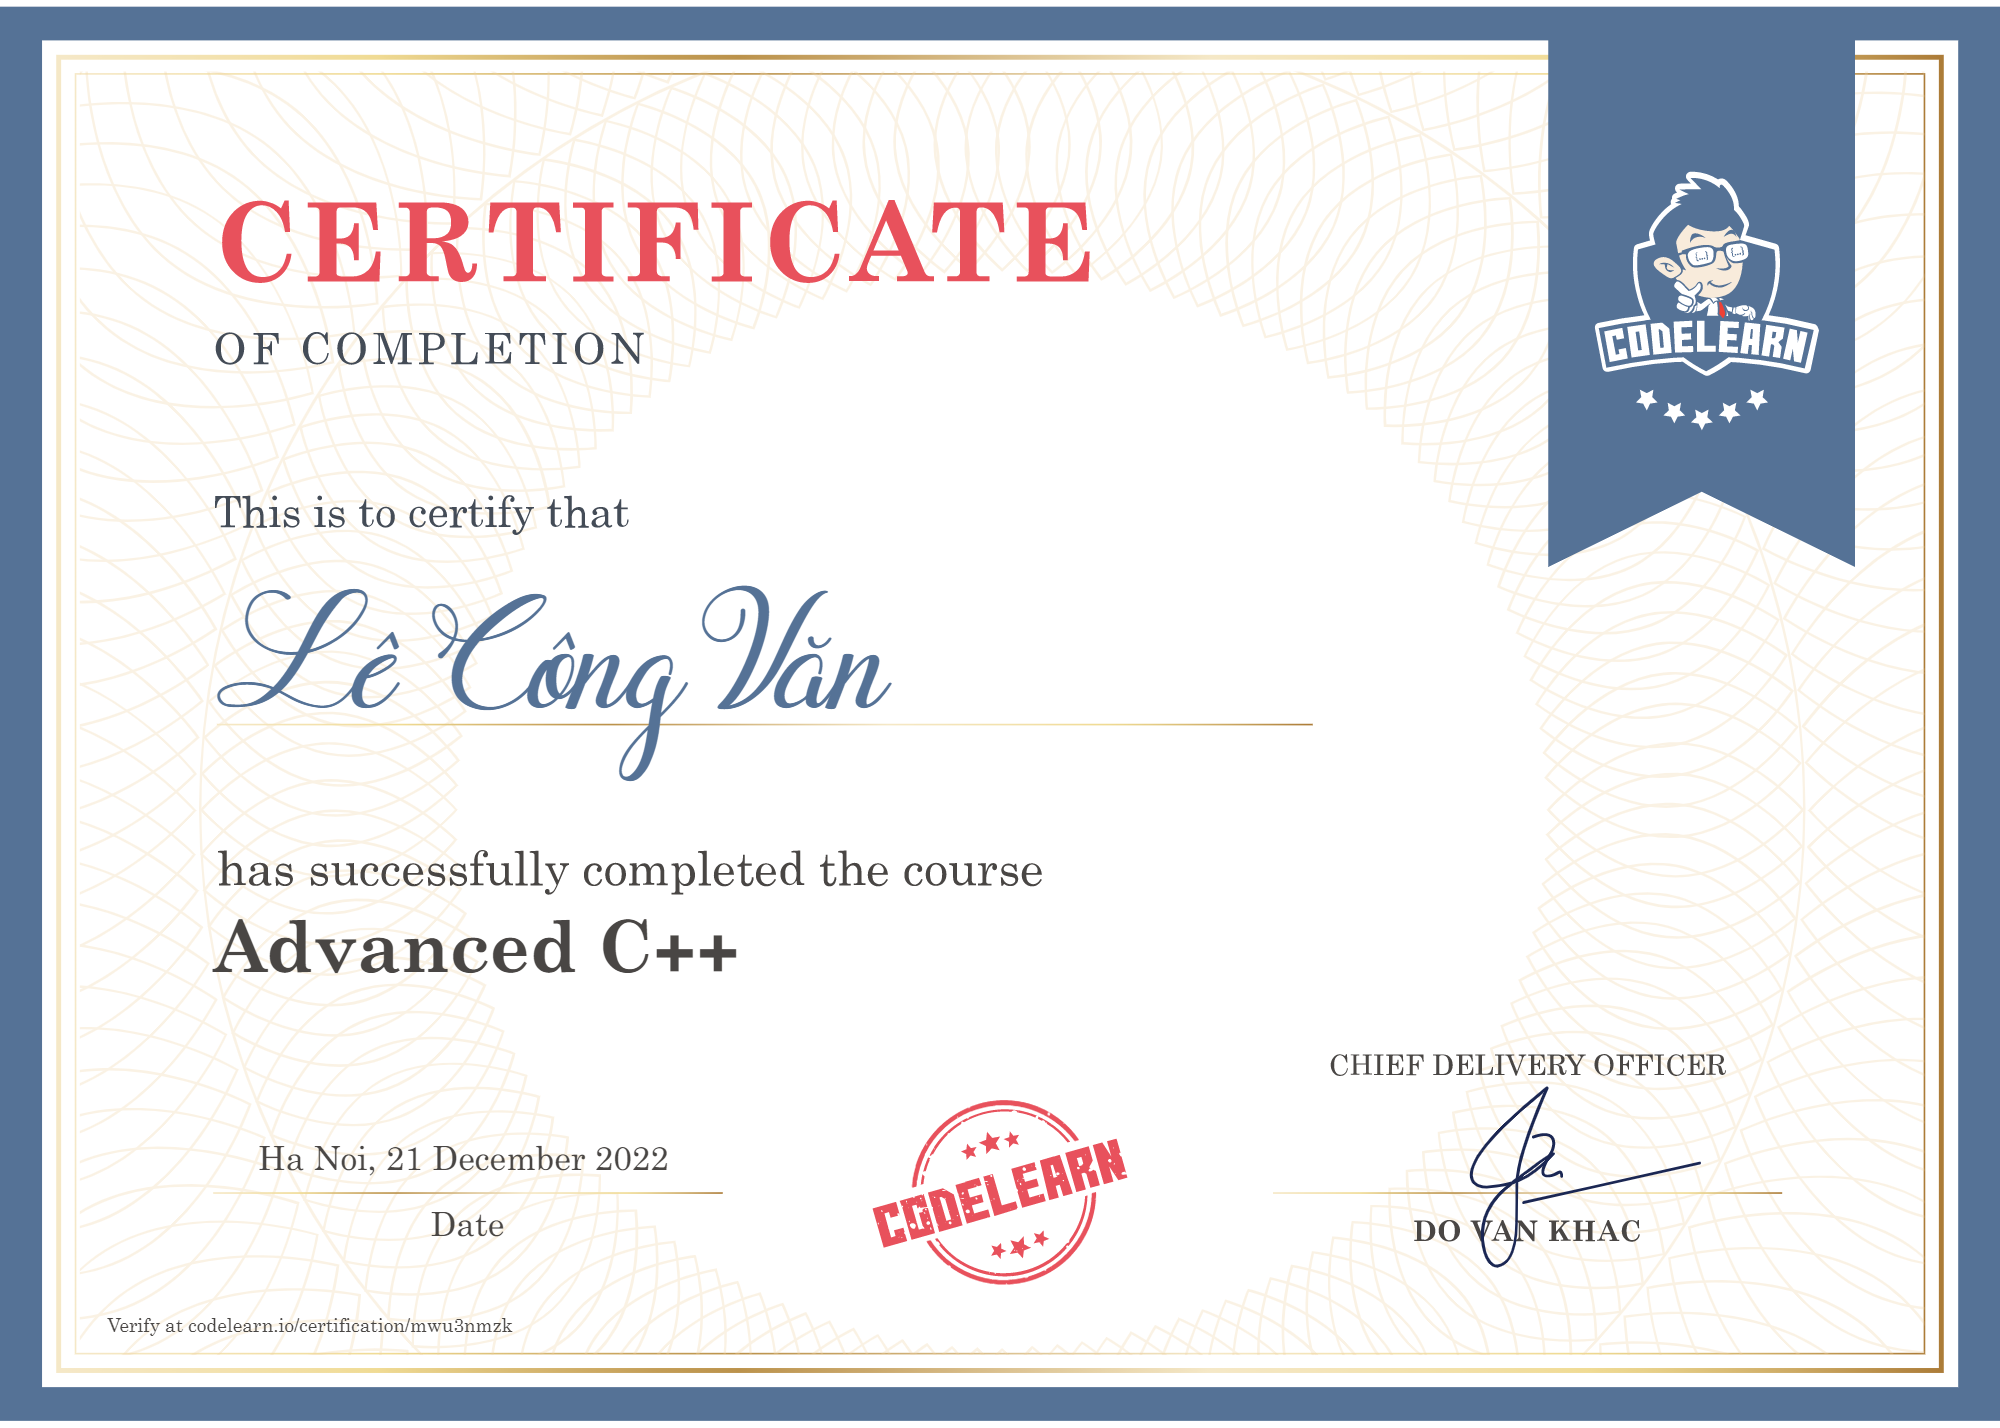 CERTIFICATE
OF COMPLETION
CODELEARN
This is to certify that
Lê Công Văn
has successfully completed the course
Advanced C++
CHIEF DELIVERY OFFICER
Ha Noi, 21 December 2022
CODELEARN
Date
DO VAN KHAC
Verify at codelearn.io/certification/mwu3nmzk